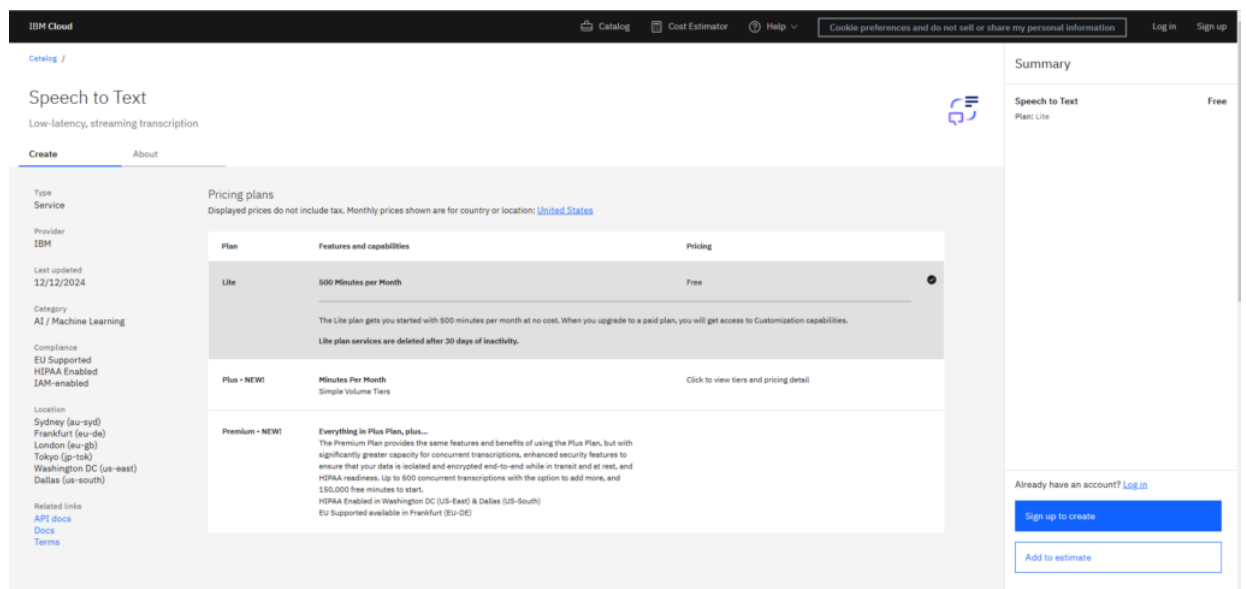 IBM Cloud
Catalog
Cost Estimator
Help
Cookie preferences and do not sell or share my personal information
Log in
Sign up
Catalog /
Speech to Text
Low-latency, streaming transcription
Create
About
Type
Service
Provider
IBM
Last updated
12/12/2024
Category
AI / Machine Learning
Compliance
EU Supported
HIPAA Enabled
IAM-enabled
Location
Sydney (au-syd)
Frankfurt (eu-de)
London (eu-gb)
Tokyo (jp-tok)
Washington DC (us-east)
Dallas (us-south)
Related links
API docs
Docs
Terms
Pricing plans
Displayed prices do not include tax. Monthly prices shown are for country or location: United States
Plan
Features and capabilities
Pricing
Lite
500 Minutes per Month
Free
The Lite plan gets you started with 500 minutes per month at no cost. When you upgrade to a paid plan, you will get access to Customization capabilities.
Lite plan services are deleted after 30 days of inactivity.
Plus - NEW!
Minutes Per Month
Simple Volume Tiers
Click to view tiers and pricing detail
Premium - NEW!
Everything in Plus Plan, plus...
The Premium Plan provides the same features and benefits of using the Plus Plan, but with
significantly greater capacity for concurrent transcriptions, enhanced security features to
ensure that your data is isolated and encrypted end-to-end while in transit and at rest, and
HIPAA readiness. Up to 500 concurrent transcriptions with the option to add more, and
150,000 free minutes to start.
HIPAA Enabled in Washington DC (US-East) & Dallas (US-South)
EU Supported available in Frankfurt (EU-DE)
Summary
Speech to Text
Free
Plan: Lite
Already have an account? Log in
Sign up to create
Add to estimate